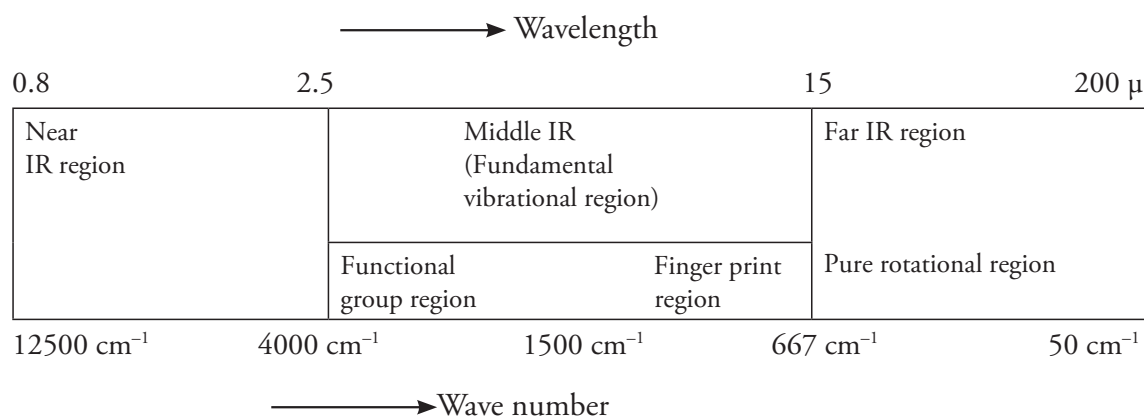 Wavelength
0.8 2.5 15 200 µ
Near
IR region
Middle IR
(Fundamental
vibrational region)
Far IR region
Functional
group region
Finger print
region
Pure rotational region
12500 cm⁻¹ 4000 cm⁻¹ 1500 cm⁻¹ 667 cm⁻¹ 50 cm⁻¹
Wave number